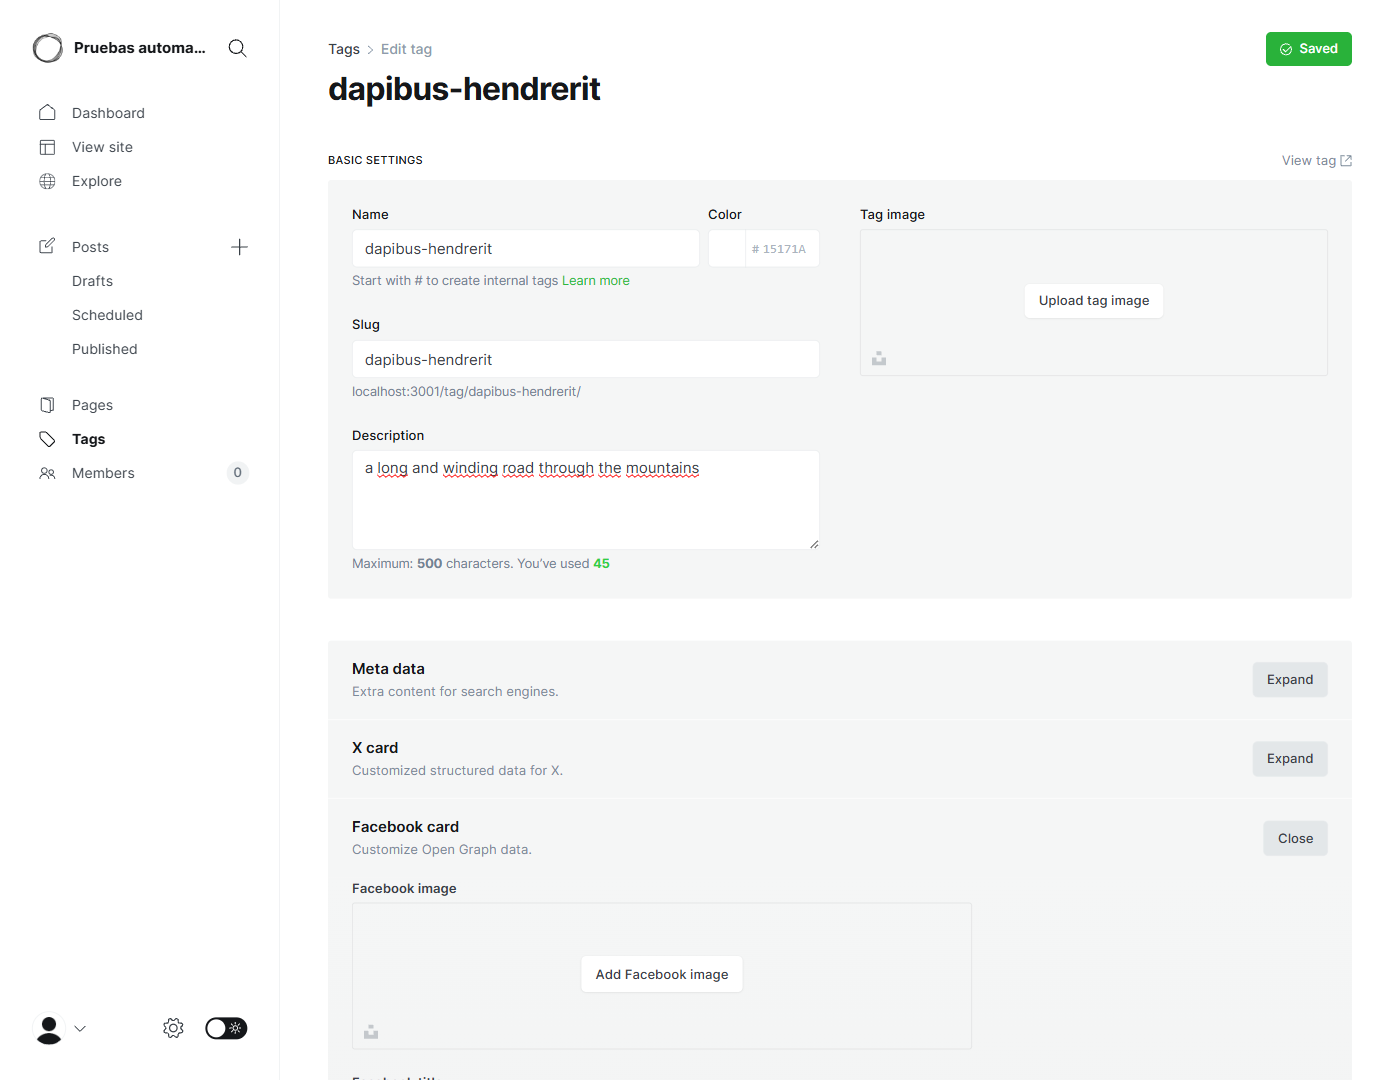 Pruebas automa...
Dashboard
View site
Explore
Posts
Drafts
Scheduled
Published
Pages
Tags
Members
0
Tags > Edit tag
Saved
dapibus-hendrerit
BASIC SETTINGS
View tag
Name
Color
Tag image
dapibus-hendrerit
# 15171A
Start with # to create internal tags Learn more
Upload tag image
Slug
dapibus-hendrerit
localhost:3001/tag/dapibus-hendrerit/
Description
a long and winding road through the mountains
Maximum: 500 characters. You've used 45
Meta data
Extra content for search engines.
Expand
X card
Customized structured data for X.
Expand
Facebook card
Customize Open Graph data.
Close
Facebook image
Add Facebook image
Facebook title